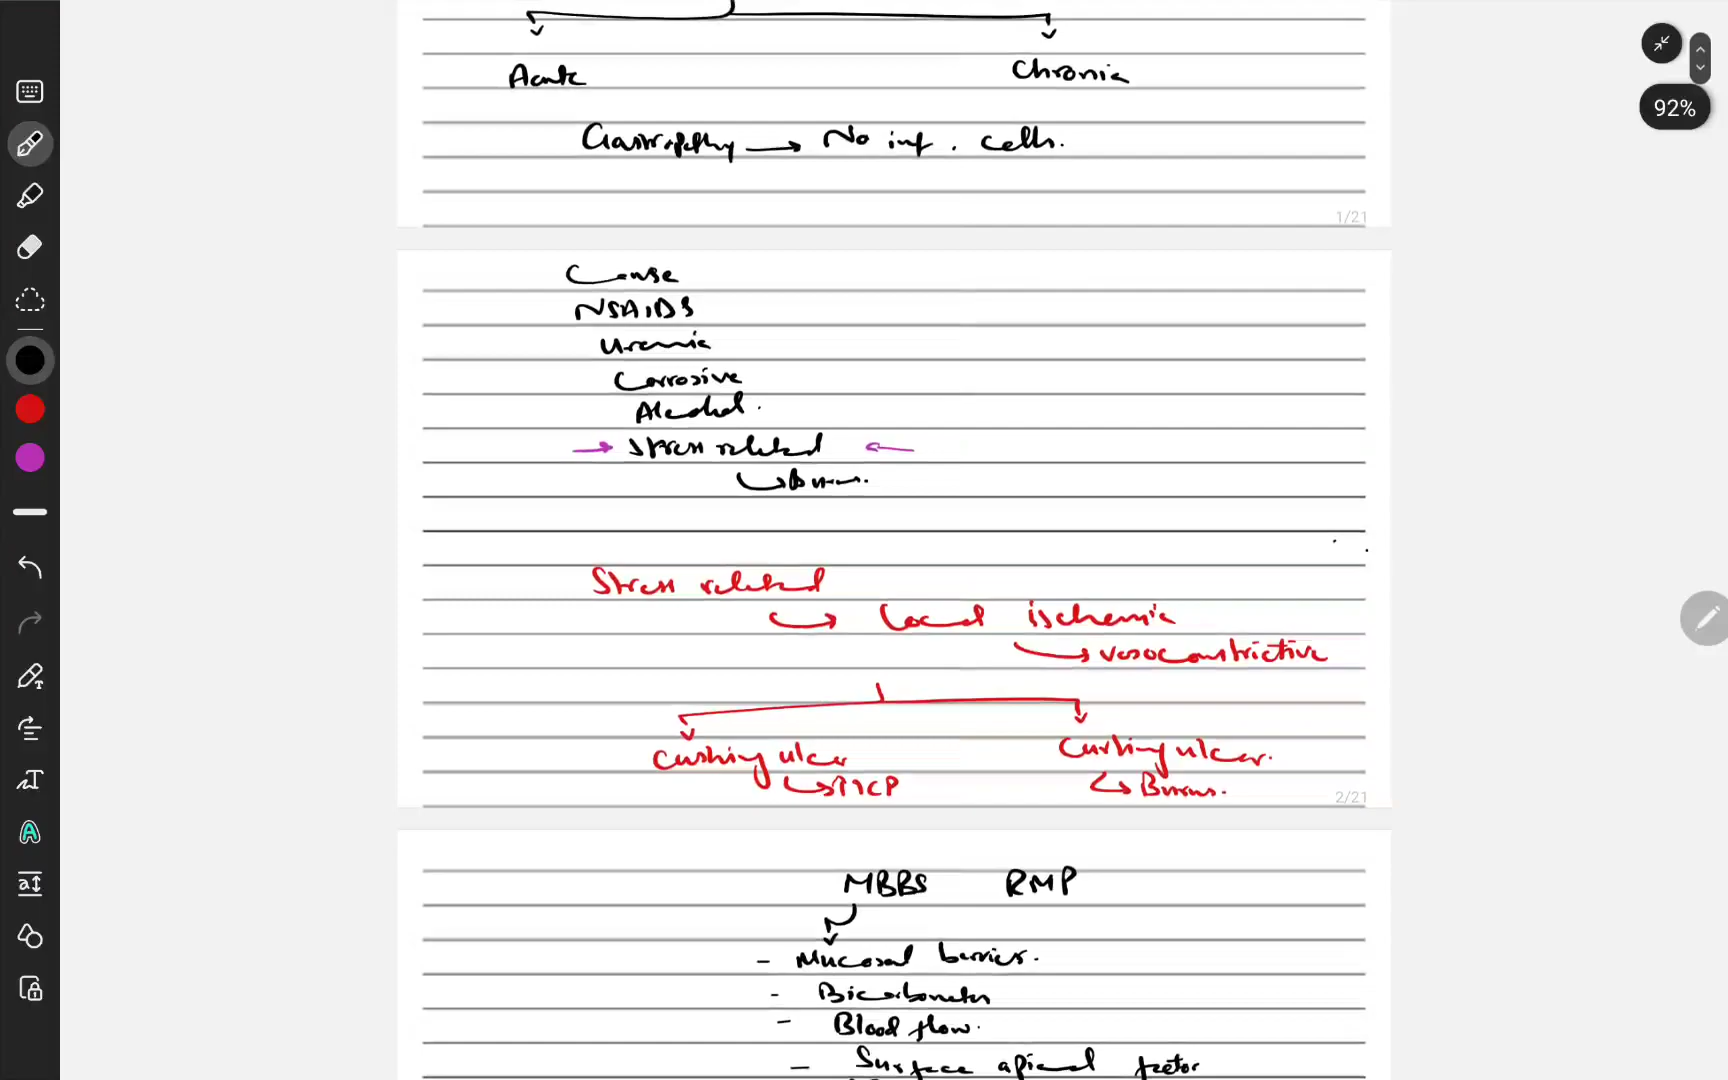 92%
Acute Chronic
Gastropathy → No inf. cells.
1/21
Cause
NSAIDS
Uremia
Corrosive
Alcohol.
→ Stress related ←
↳ Burns.
Stress related
↳ Local ischemia
↳ vasoconstrictive
Cushing ulcer Curling ulcer.
↳ ↑ICP ↳ Burns.
2/21
MBBS RMP
- Mucosal barrier.
- Bicarbonates
- Blood flow.
- Surface apical factor